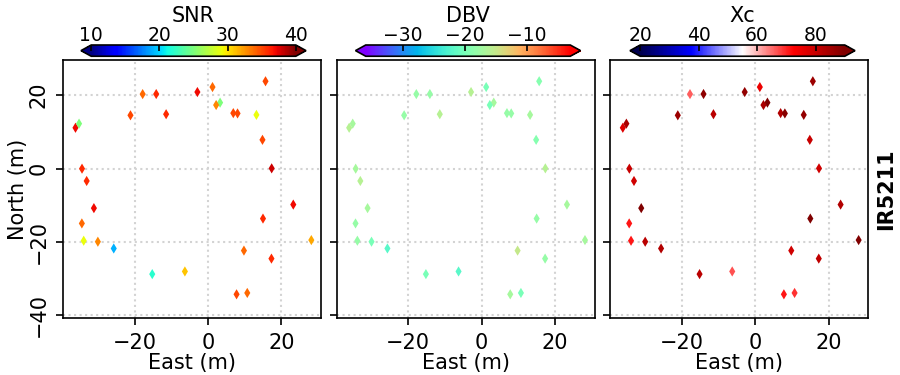 SNR DBV Xc
10 20 30 40 −30 −20 −10 20 40 60 80
20
0
−20
−40
North (m)
−20 0 20 −20 0 20 −20 0 20
East (m) East (m) East (m)
IR5211